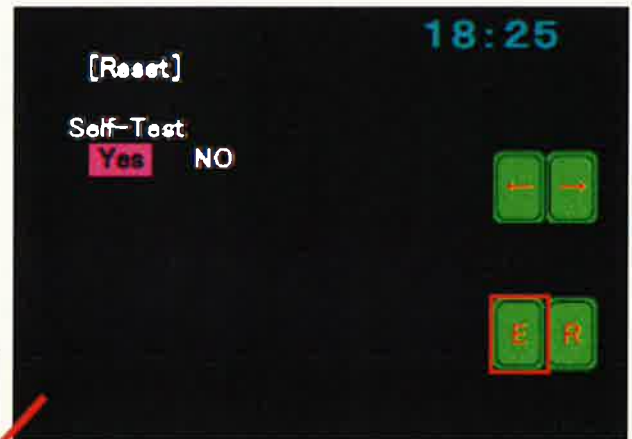 18:25
[Reset]
Self-Test
Yes NO
← →
E R